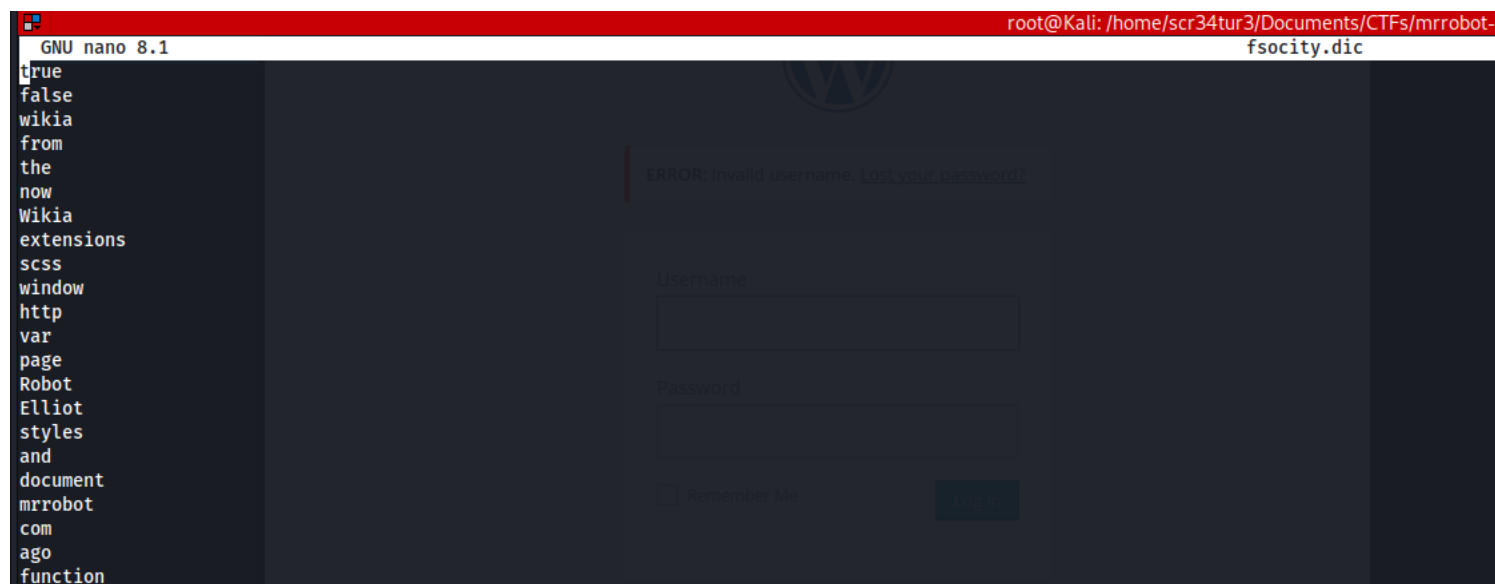 root@Kali: /home/scr34tur3/Documents/CTFs/mrrobot-
GNU nano 8.1 fsocity.dic
true
false
wikia
from
the
now
Wikia
extensions
scss
window
http
var
page
Robot
Elliot
styles
and
document
mrrobot
com
ago
function
ERROR: Invalid username. Lost your password?
Username
Password
Remember Me
Log In